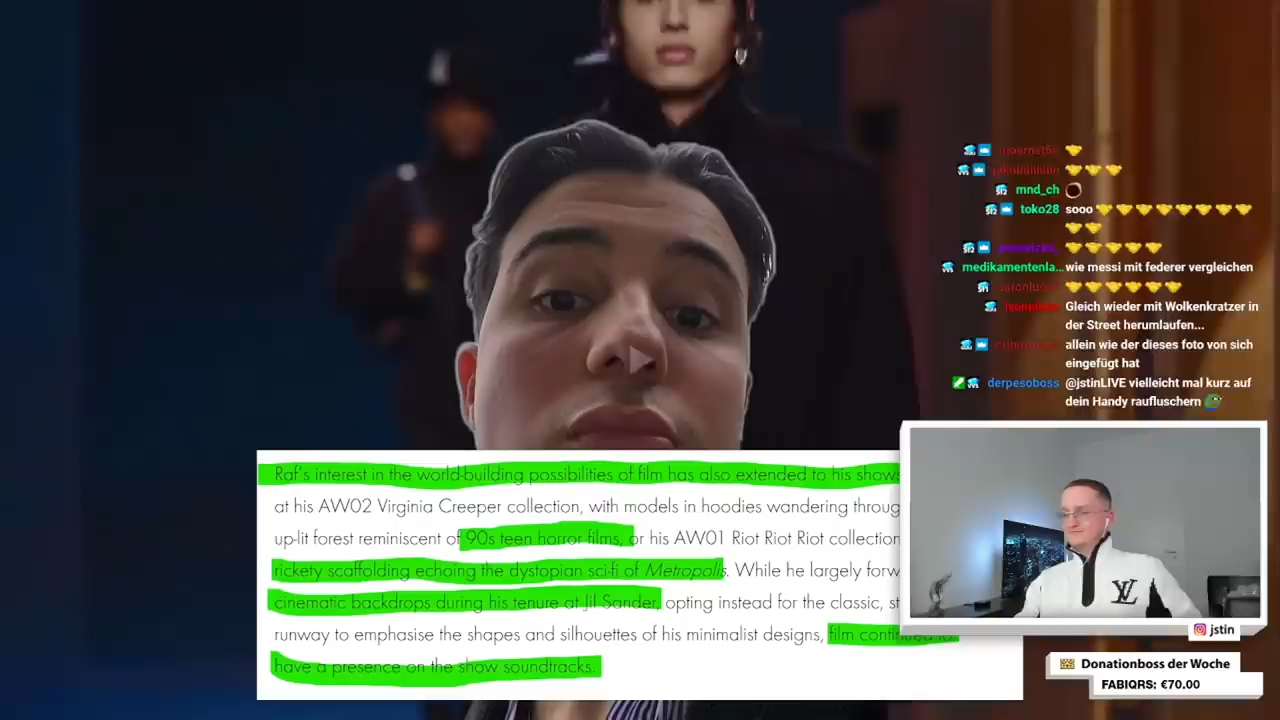 mnd_ch
toko28 sooo
medikamentenla... wie messi mit federer vergleichen
Gleich wieder mit Wolkenkratzer in
der Street herumlaufen...
allein wie der dieses foto von sich
eingefügt hat
derpesoboss @jstinLIVE vielleicht mal kurz auf
dein Handy raufluschern
Raf's interest in the world-building possibilities of film has also extended to his shows
at his AW02 Virginia Creeper collection, with models in hoodies wandering
up-lit forest reminiscent of 90s teen horror films, or his AW01 Riot Riot Riot collection
rickety scaffolding echoing the dystopian sci-fi of Metropolis. While he largely
cinematic backdrops during his tenure at Jil Sander, opting instead for the classic,
runway to emphasise the shapes and silhouettes of his minimalist designs, film
have a presence on the show soundtracks.
LV
jstin
Donationboss der Woche
FABIQRS: €70.00